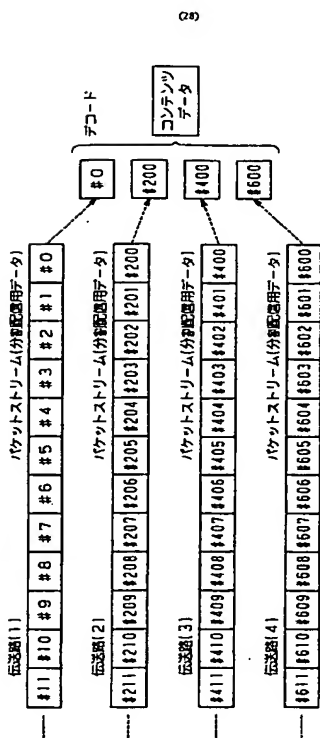 (28)
伝送路(1) パケットストリーム(分割配信用データ)
#11 #10 #9 #8 #7 #6 #5 #4 #3 #2 #1 #0
伝送路(2) パケットストリーム(分割配信用データ)
#211 #210 #209 #208 #207 #206 #205 #204 #203 #202 #201 #200
伝送路(3) パケットストリーム(分割配信用データ)
#411 #410 #409 #408 #407 #406 #405 #404 #403 #402 #401 #400
伝送路(4) パケットストリーム(分割配信用データ)
#611 #610 #609 #608 #607 #606 #605 #604 #603 #602 #601 #600
デコード
#0
#200
#400
#600
コンテンツ
データ